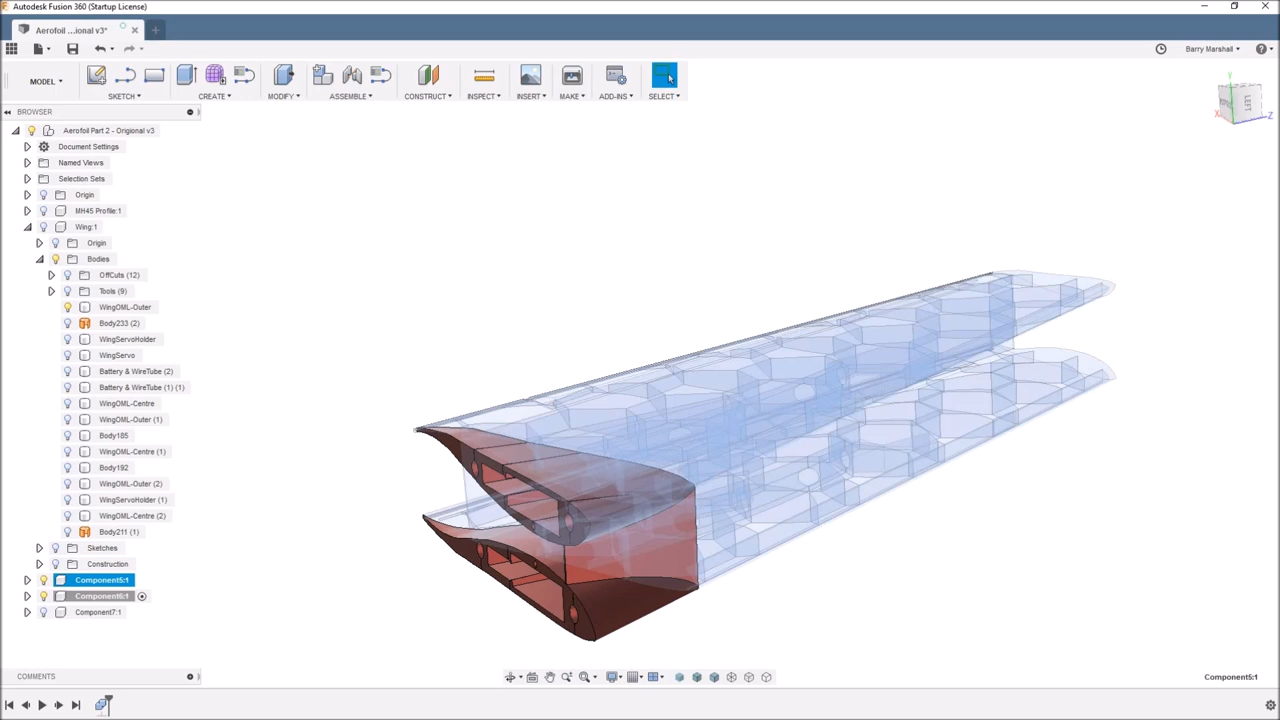 Autodesk Fusion 360 (Startup License)
Aerofoil ...ional v3*
Barry Marshall
MODEL
SKETCH
CREATE
MODIFY
ASSEMBLE
CONSTRUCT
INSPECT
INSERT
MAKE
ADD-INS
SELECT
Y
LEFT
X
Z
BROWSER
Aerofoil Part 2 - Origional v3
Document Settings
Named Views
Selection Sets
Origin
MH45 Profile:1
Wing:1
Origin
Bodies
OffCuts (12)
Tools (9)
WingOML-Outer
Body233 (2)
WingServoHolder
WingServo
Battery & WireTube (2)
Battery & WireTube (1) (1)
WingOML-Centre
WingOML-Outer (1)
Body185
WingOML-Centre (1)
Body192
WingOML-Outer (2)
WingServoHolder (1)
WingOML-Centre (2)
Body211 (1)
Sketches
Construction
Component5:1
Component6:1
Component7:1
COMMENTS
Component5:1